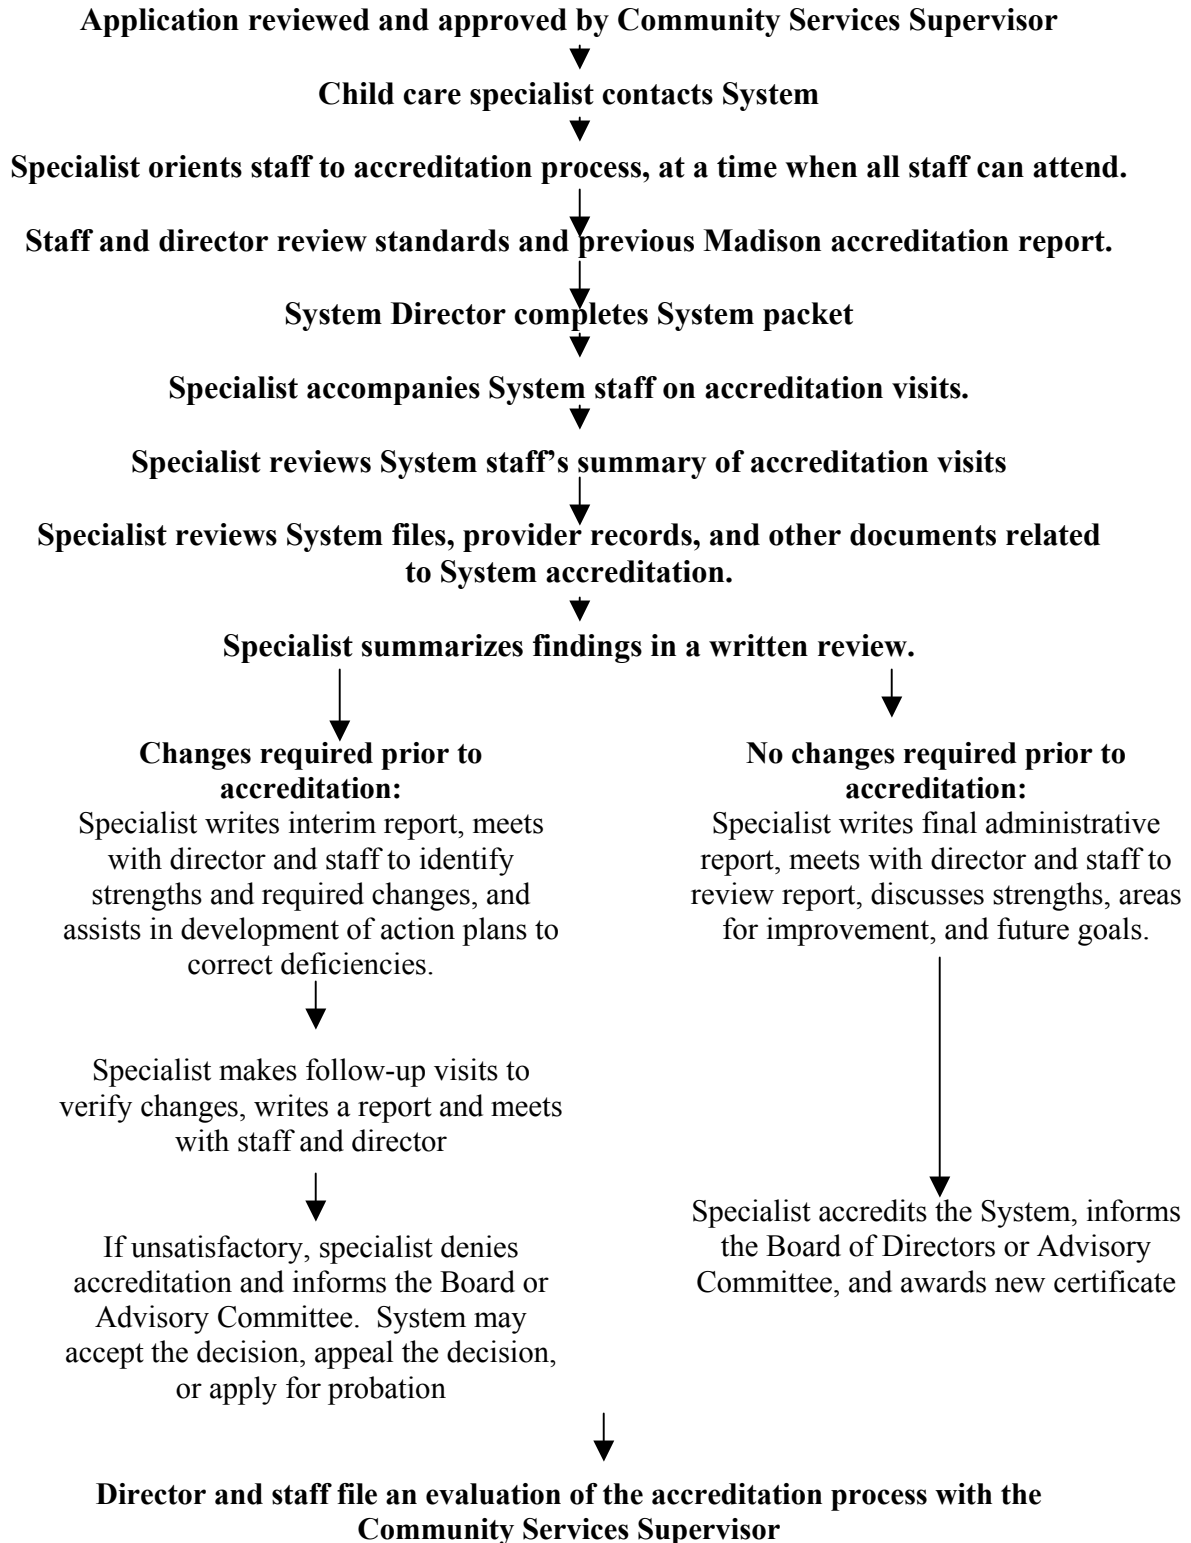 Application reviewed and approved by Community Services Supervisor
Child care specialist contacts System
Specialist orients staff to accreditation process, at a time when all staff can attend.
Staff and director review standards and previous Madison accreditation report.
System Director completes System packet
Specialist accompanies System staff on accreditation visits.
Specialist reviews System staff’s summary of accreditation visits
Specialist reviews System files, provider records, and other documents related
to System accreditation.
Specialist summarizes findings in a written review.
Changes required prior to
accreditation:
Specialist writes interim report, meets
with director and staff to identify
strengths and required changes, and
assists in development of action plans to
correct deficiencies.
Specialist makes follow-up visits to
verify changes, writes a report and meets
with staff and director
If unsatisfactory, specialist denies
accreditation and informs the Board or
Advisory Committee.  System may
accept the decision, appeal the decision,
or apply for probation
No changes required prior to
accreditation:
Specialist writes final administrative
report, meets with director and staff to
review report, discusses strengths, areas
for improvement, and future goals.
Specialist accredits the System, informs
the Board of Directors or Advisory
Committee, and awards new certificate
Director and staff file an evaluation of the accreditation process with the
Community Services Supervisor